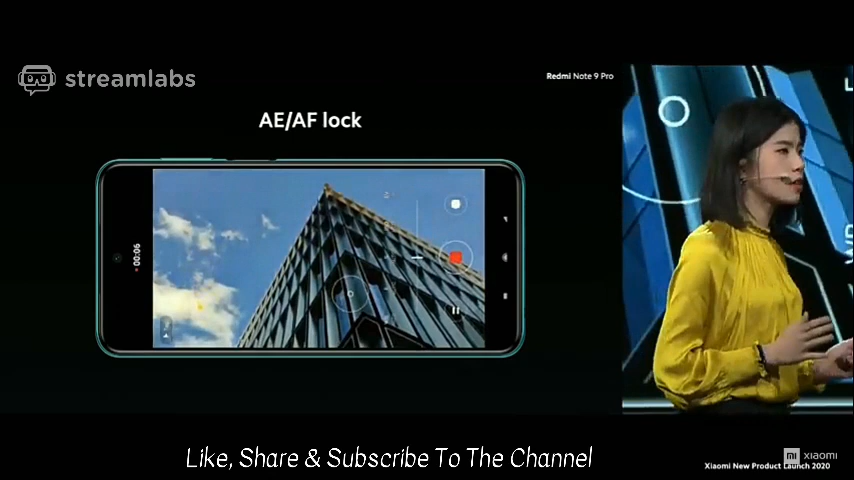 streamlabs
Redmi Note 9 Pro
AE/AF lock
00:06
Like, Share & Subscribe To The Channel
mi xiaomi
Xiaomi New Product Launch 2020